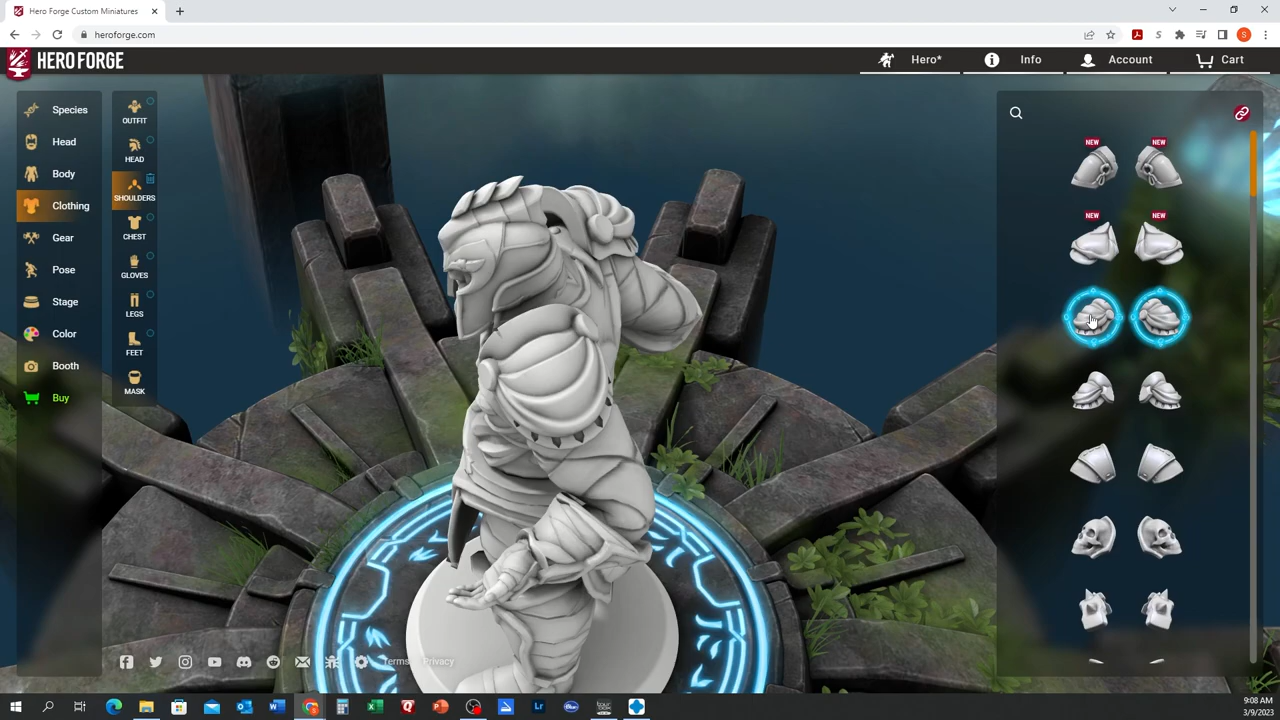 Hero Forge Custom Miniatures
heroforge.com
S
HERO FORGE
Hero*
Info
Account
Cart
Species
Head
Body
Clothing
Gear
Pose
Stage
Color
Booth
Buy
OUTFIT
HEAD
SHOULDERS
CHEST
GLOVES
LEGS
FEET
MASK
NEW NEW
NEW NEW
Terms Privacy
9:08 AM
3/9/2023